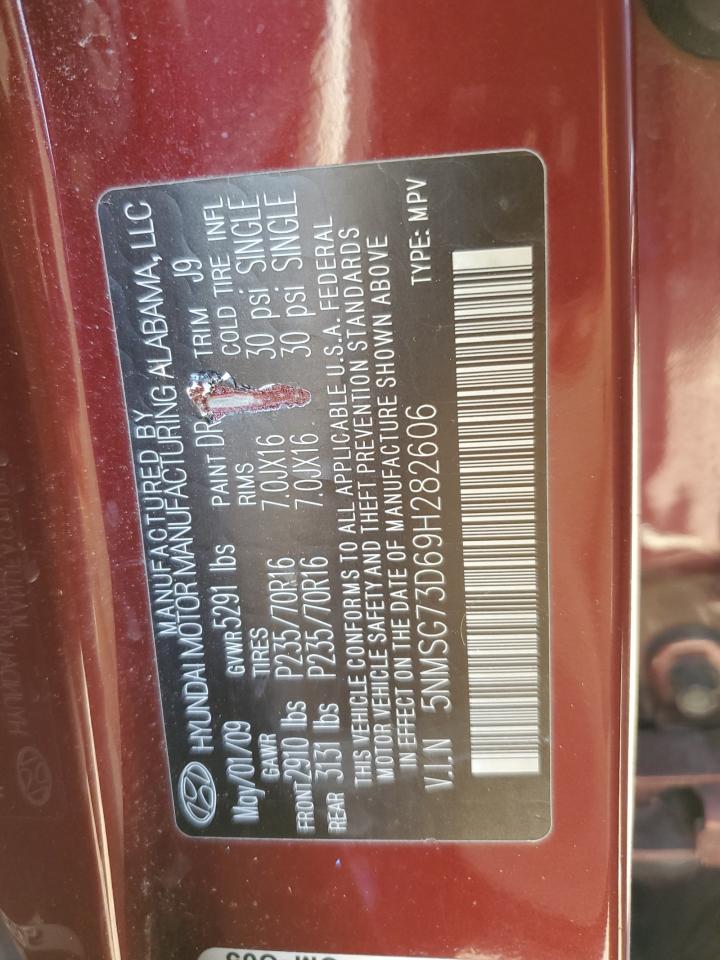 MANUFACTURED BY
HYUNDAI MOTOR MANUFACTURING ALABAMA, LLC
May/01/09 GVWR 5291 lbs PAINT DR TRIM J9
GAWR TIRES RIMS COLD TIRE INFL
FRONT 2910 lbs P235/70R16 7.0JX16 30 psi SINGLE
REAR 3131 lbs P235/70R16 7.0JX16 30 psi SINGLE
THIS VEHICLE CONFORMS TO ALL APPLICABLE U.S.A. FEDERAL
MOTOR VEHICLE SAFETY AND THEFT PREVENTION STANDARDS
IN EFFECT ON THE DATE OF MANUFACTURE SHOWN ABOVE
V.I.N 5NMSG73D69H282606 TYPE: MPV